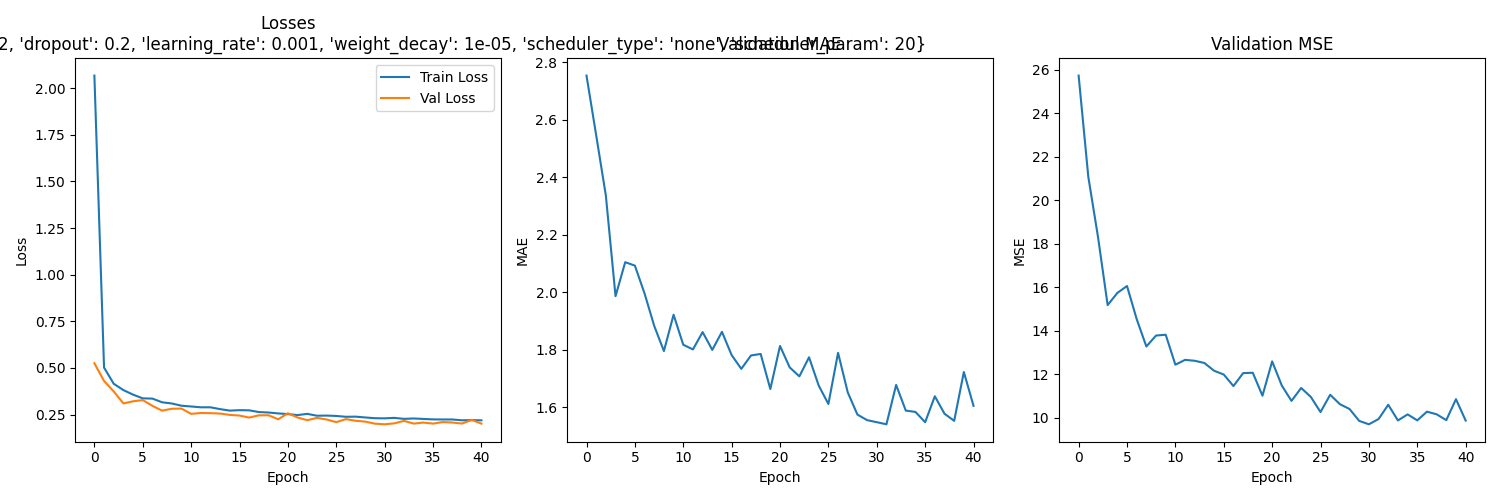 Losses
2, 'dropout': 0.2, 'learning_rate': 0.001, 'weight_decay': 1e-05, 'scheduler_type': 'none', 'scheduler_param': 20}
Train Loss
Val Loss
2.00
1.75
1.50
1.25
1.00
0.75
0.50
0.25
Loss
0 5 10 15 20 25 30 35 40
Epoch
Validation MAE
2.8
2.6
2.4
2.2
2.0
1.8
1.6
MAE
0 5 10 15 20 25 30 35 40
Epoch
Validation MSE
26
24
22
20
18
16
14
12
10
MSE
0 5 10 15 20 25 30 35 40
Epoch